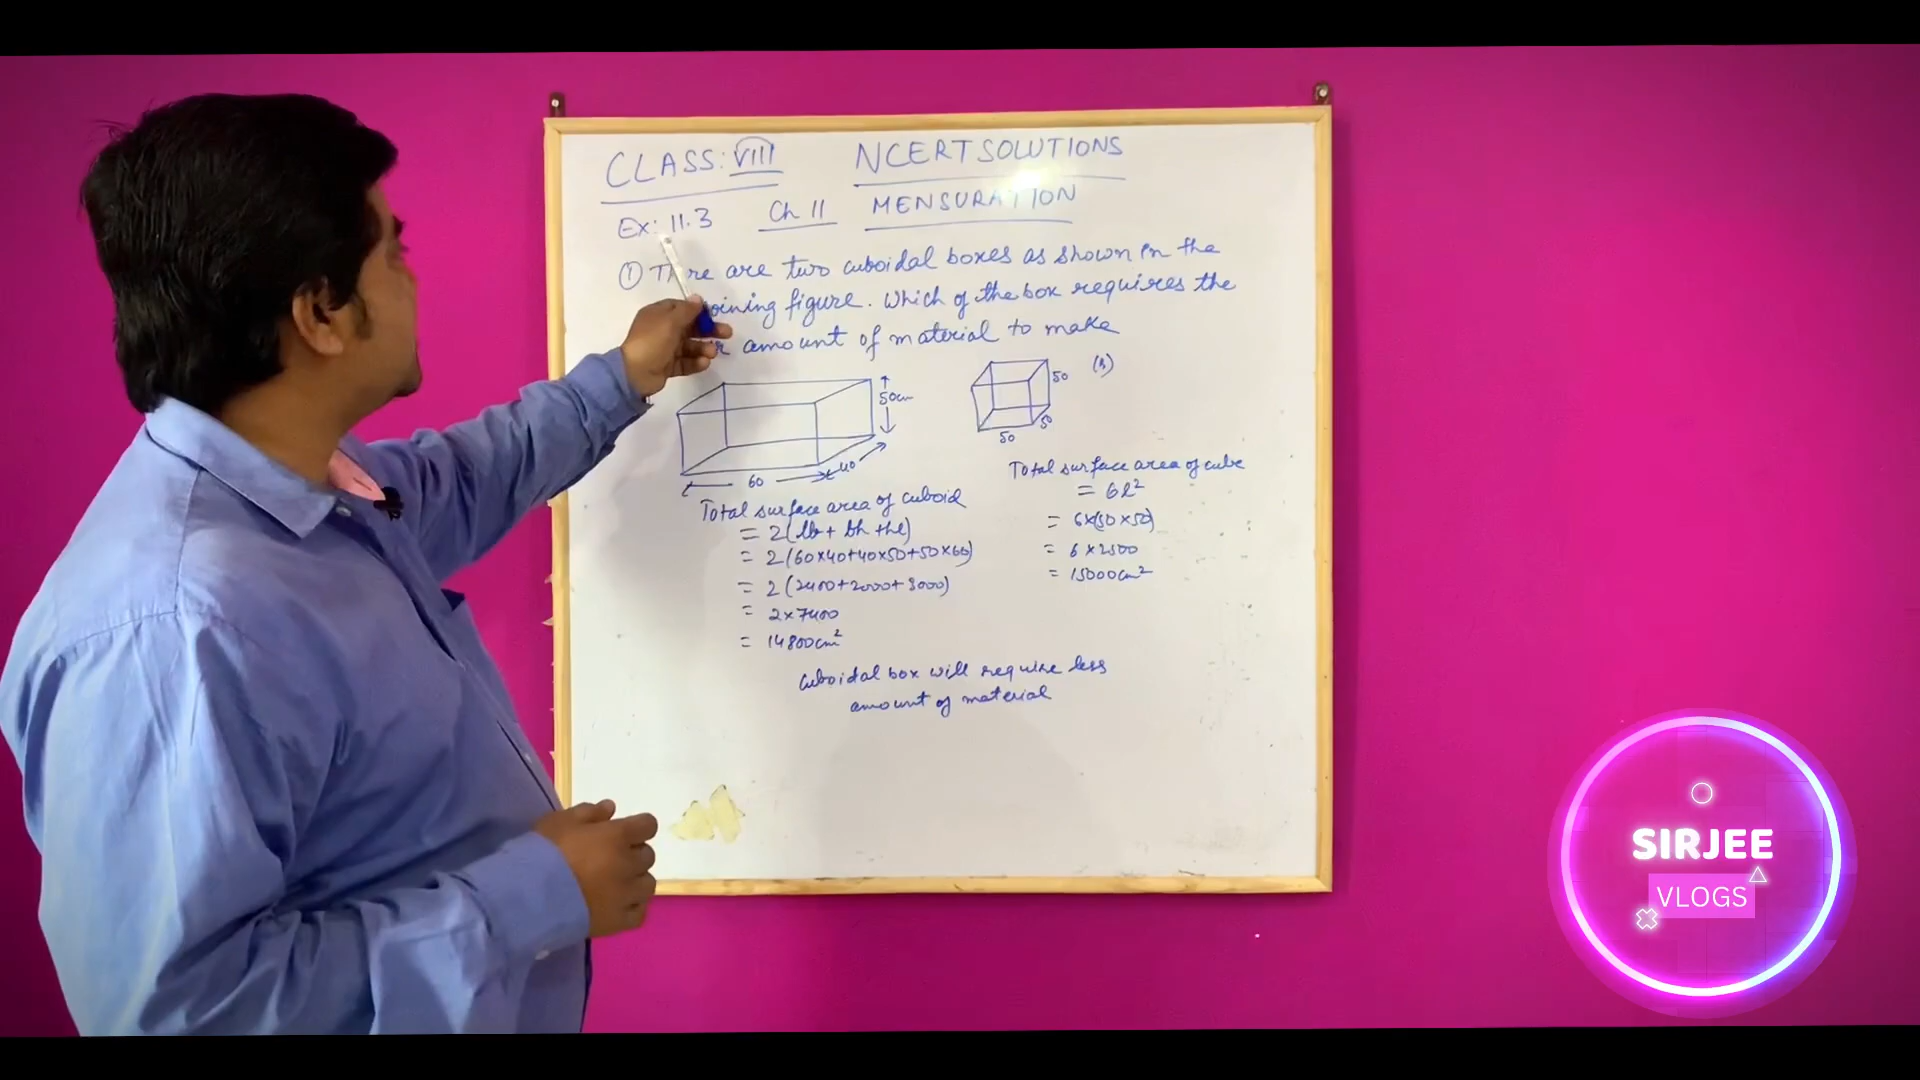 CLASS: VIII NCERT SOLUTIONS
Ex: 11.3 Ch 11 MENSURATION
① There are two cuboidal boxes as shown in the
oining figure. Which of the box requires the
amount of material to make
50cm
40
60
50
50
50
Total surface area of cuboid
= 2(lb + bh + hl)
= 2(60×40+40×50+50×60)
= 2(2400+2000+3000)
= 2×7400
= 14800cm²
Total surface area of cube
= 6l²
= 6×(50×50)
= 6×2500
= 15000cm²
Cuboidal box will require less
amount of material
SIRJEE
VLOGS